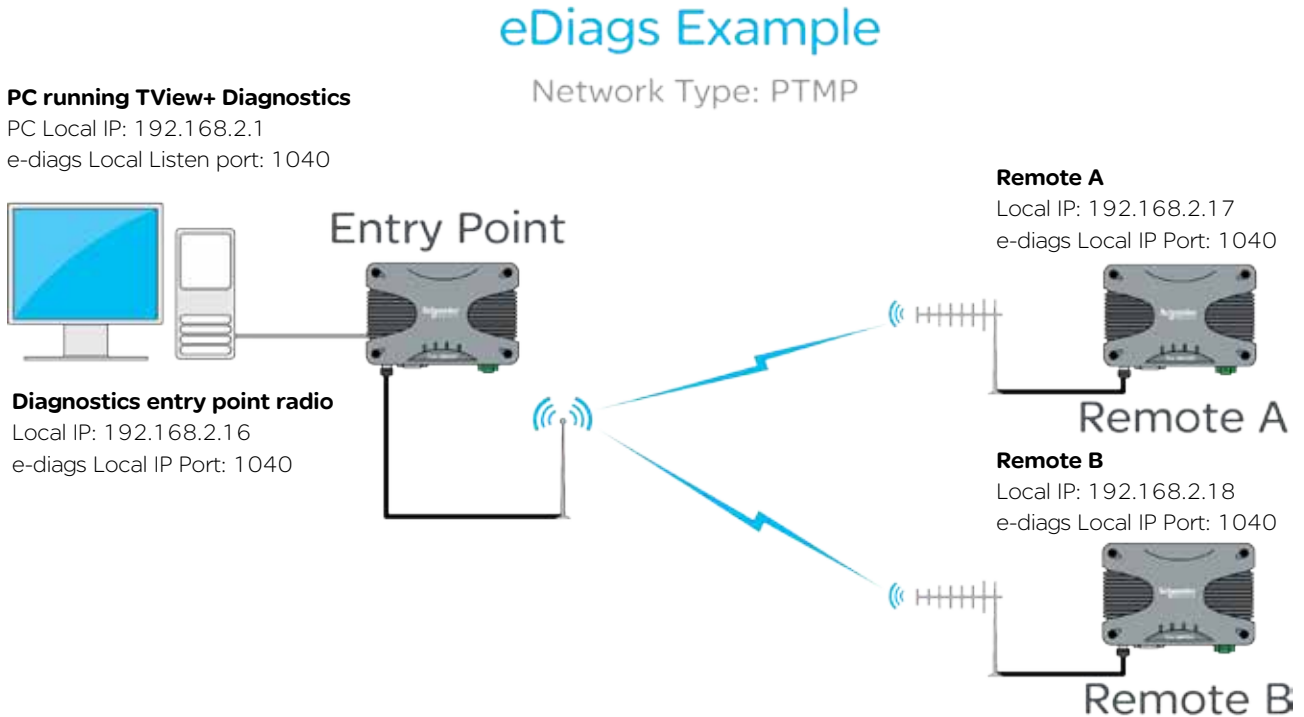 eDiags Example
Network Type: PTMP
PC running TView+ Diagnostics
PC Local IP: 192.168.2.1
e-diags Local Listen port: 1040
Entry Point
Schneider
Diagnostics entry point radio
Local IP: 192.168.2.16
e-diags Local IP Port: 1040
Remote A
Local IP: 192.168.2.17
e-diags Local IP Port: 1040
Schneider
Remote A
Remote B
Local IP: 192.168.2.18
e-diags Local IP Port: 1040
Schneider
Remote B